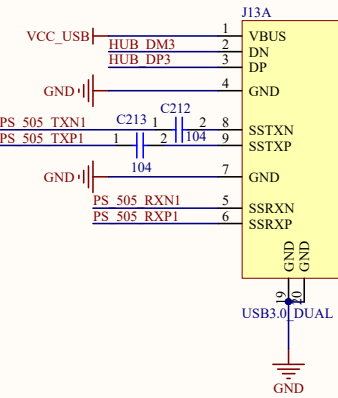 J13A
VCC_USB 1 VBUS
HUB_DM3 2 DN
HUB_DP3 3 DP
GND 4 GND
C212
PS_505_TXN1 1 2 8 SSTXN
104
C213
PS_505_TXP1 1 2 9 SSTXP
104
GND 7 GND
PS_505_RXN1 5 SSRXN
PS_505_RXP1 6 SSRXP
GND GND
19 20
USB3.0_DUAL
GND